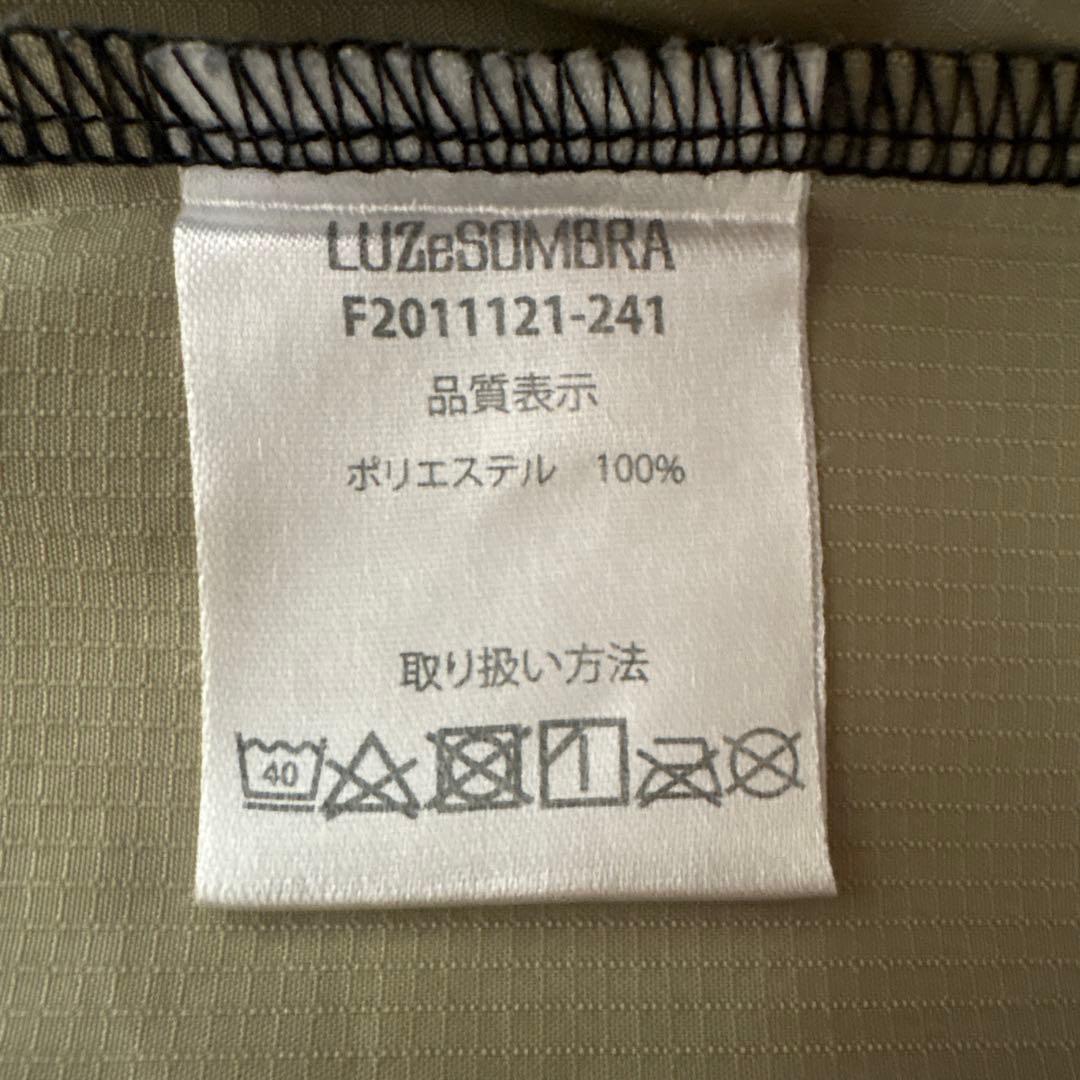 LUZeSOMBRA
F2011121-241
品質表示
ポリエステル　100%
取り扱い方法
40